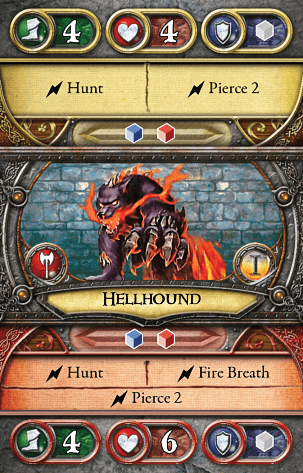 4 4
Hunt Pierce 2
I
HELLHOUND
Hunt Fire Breath
Pierce 2
4 6